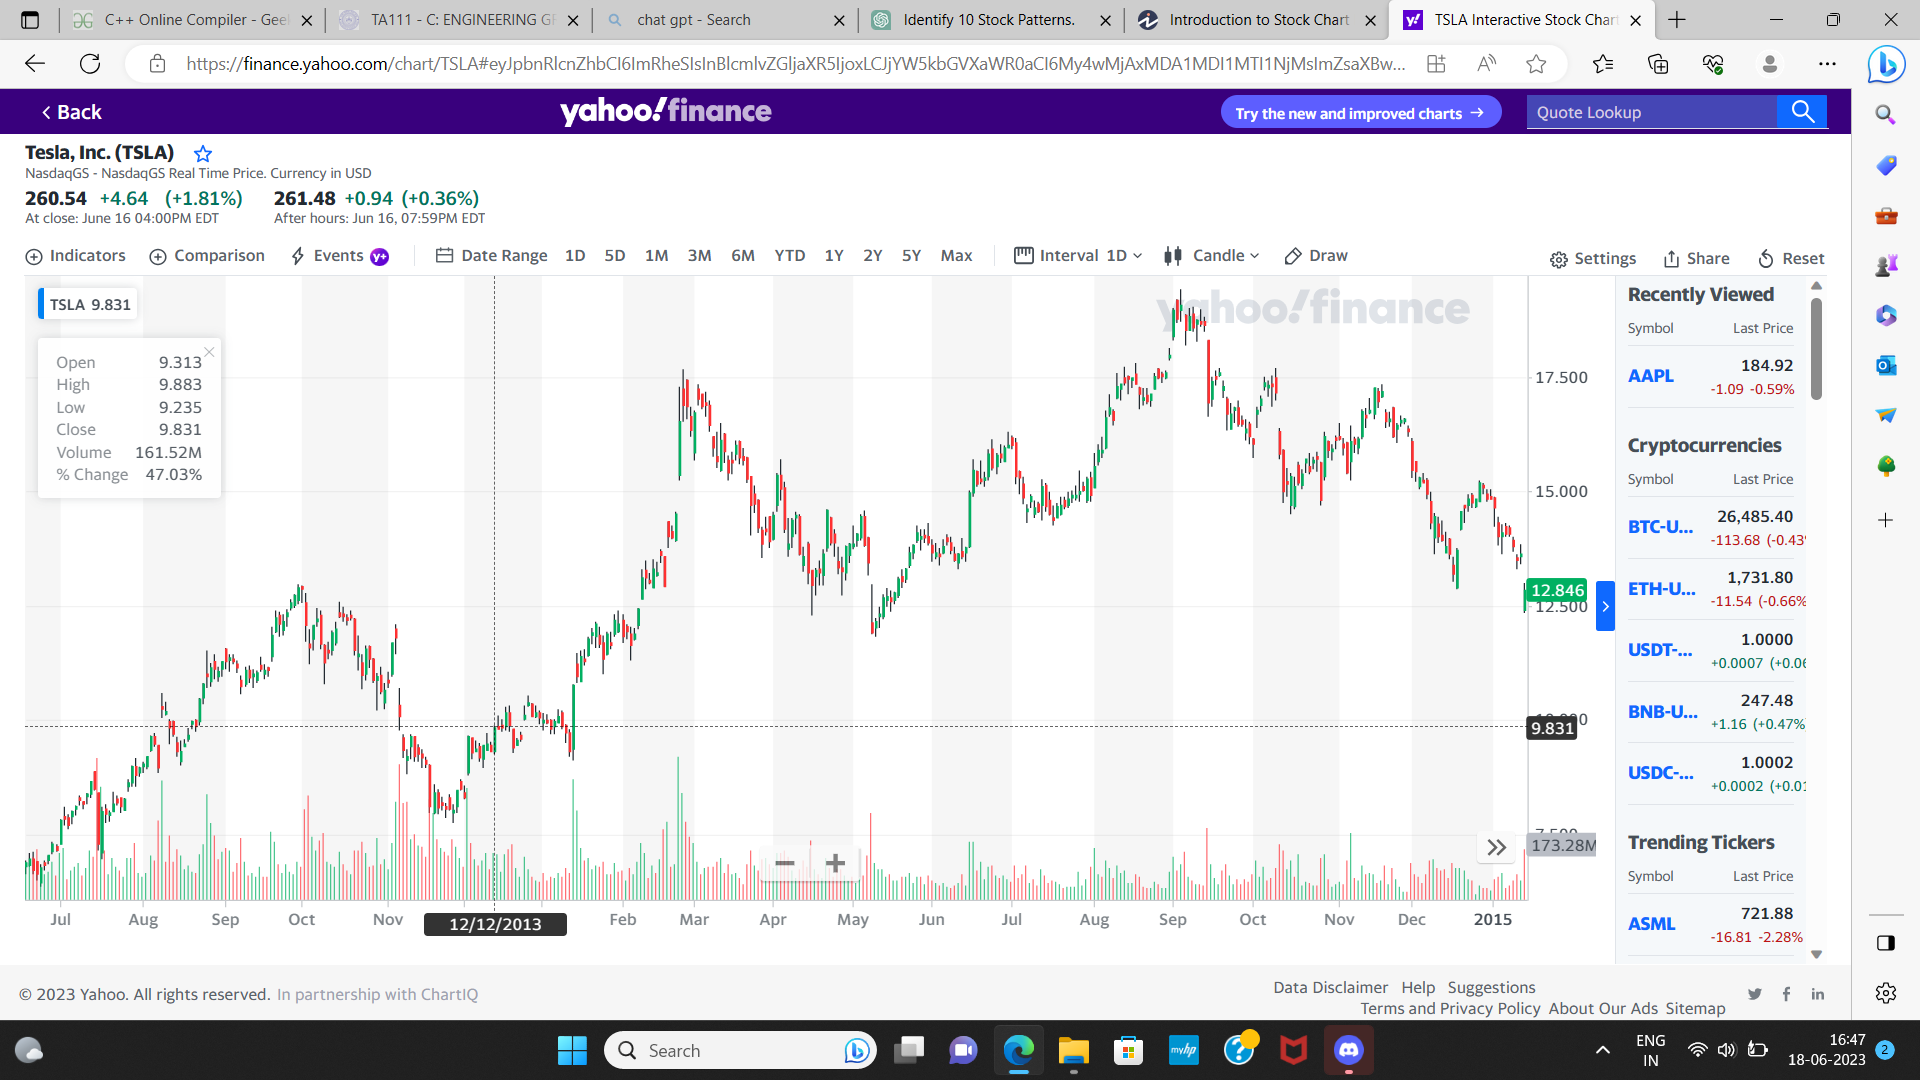 C++ Online Compiler - Gee
TA111 - C: ENGINEERING GR
chat gpt - Search
Identify 10 Stock Patterns.
Introduction to Stock Chart
TSLA Interactive Stock Char
https://finance.yahoo.com/chart/TSLA#eyJpbnRlcnZhbCI6ImRheSIsInBlcmlvZGljaXR5IjoxLCJjYW5kbGVXaWR0aCI6My4wMjAxMDA1MDI1MTI1NjMsImZsaXBw...
Back
yahoo!finance
Try the new and improved charts
Quote Lookup
Tesla, Inc. (TSLA)
NasdaqGS - NasdaqGS Real Time Price. Currency in USD
260.54 +4.64 (+1.81%) 261.48 +0.94 (+0.36%)
At close: June 16 04:00PM EDT After hours: Jun 16, 07:59PM EDT
Indicators Comparison Events y+ Date Range 1D 5D 1M 3M 6M YTD 1Y 2Y 5Y Max Interval 1D Candle Draw Settings Share Reset
TSLA 9.831
yahoo!finance
Open 9.313
High 9.883
Low 9.235
Close 9.831
Volume 161.52M
% Change 47.03%
17.500
15.000
12.846
12.500
9.831
7.500
173.28M
Jul Aug Sep Oct Nov 12/12/2013 Feb Mar Apr May Jun Jul Aug Sep Oct Nov Dec 2015
Recently Viewed
Symbol Last Price
AAPL 184.92
-1.09 -0.59%
Cryptocurrencies
Symbol Last Price
BTC-U... 26,485.40
-113.68 (-0.43%
ETH-U... 1,731.80
-11.54 (-0.66%
USDT-... 1.0000
+0.0007 (+0.06
BNB-U... 247.48
+1.16 (+0.47%
USDC-... 1.0002
+0.0002 (+0.01
Trending Tickers
Symbol Last Price
ASML 721.88
-16.81 -2.28%
© 2023 Yahoo. All rights reserved. In partnership with ChartIQ
Data Disclaimer Help Suggestions
Terms and Privacy Policy About Our Ads Sitemap
Search
myhp
ENG
IN
16:47
18-06-2023
2